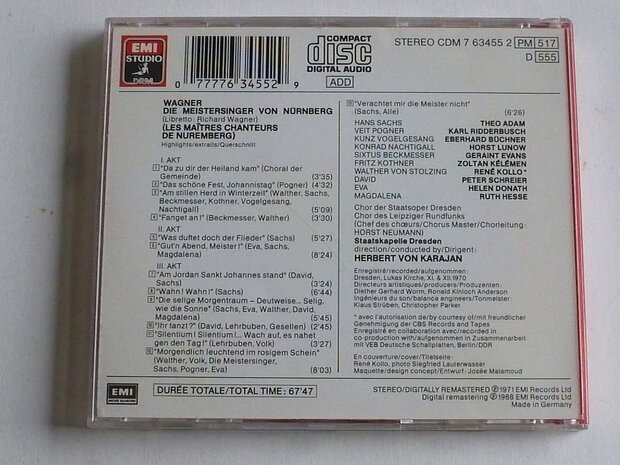 EMI
STUDIO
DRM
0 77776 34552 9
COMPACT
disc
DIGITAL AUDIO
ADD
STEREO CDM 7 63455 2 PM 517
D 555
WAGNER
DIE MEISTERSINGER VON NÜRNBERG
(Libretto: Richard Wagner)
(LES MAÎTRES CHANTEURS
DE NUREMBERG)
Highlights/extraits/Querschnitt
I. AKT
1 "Da zu dir der Heiland kam" (Choral der
Gemeinde) (3'35)
2 "Das schöne Fest, Johannistag" (Pogner) (4'32)
3 "Am stillen Herd in Winterzeit" (Walther, Sachs,
Beckmesser, Kothner, Vogelgesang,
Nachtigall) (5'09)
4 "Fanget an!" (Beckmesser, Walther) (3'30)
II. AKT
5 "Was duftet doch der Flieder" (Sachs) (5'27)
6 "Gut'n Abend, Meister!" (Eva, Sachs,
Magdalena) (8'24)
III. AKT
7 "Am Jordan Sankt Johannes stand" (David,
Sachs) (3'24)
8 "Wahn! Wahn!" (Sachs) (6'44)
9 "Die selige Morgentraum – Deutweise... Selig,
wie die Sonne" (Sachs, Eva, Walther, David,
Magdalena) (5'45)
10 "Ihr tanzt?" (David, Lehrbuben, Gesellen) (2'45)
11 "Silentium! Silentium!... Wach auf, es nahet
gen den Tag!" (Lehrbuben, Volk) (3'27)
12 "Morgendlich leuchtend im rosigem Schein"
(Walther, Volk, Die Meistersinger,
Sachs, Pogner, Eva) (8'03)
13 "Verachtet mir die Meister nicht"
(Sachs, Alle) (6'26)
HANS SACHS THEO ADAM
VEIT POGNER KARL RIDDERBUSCH
KUNZ VOGELGESANG EBERHARD BÜCHNER
KONRAD NACHTIGALL HORST LUNOW
SIXTUS BECKMESSER GERAINT EVANS
FRITZ KOTHNER ZOLTAN KÉLÉMEN
WALTHER VON STOLZING RENÉ KOLLO *
DAVID PETER SCHREIER
EVA HELEN DONATH
MAGDALENA RUTH HESSE
Chor der Staatsoper Dresden
Chor des Leipziger Rundfunks
(Chef des chœurs/Chorus Master/Chorleitung:
HORST NEUMANN)
Staatskapelle Dresden
direction/conducted by/Dirigent:
HERBERT VON KARAJAN
Enregistré/recorded/aufgenommen:
Dresden, Lukas Kirche, XI. & XII.1970
Directeurs artistiques/producers/Produzenten:
Diether Gerhard Worm, Ronald Kinloch Anderson
Ingénieurs du son/balance engineers/Tonmeister:
Klaus Strüben, Christopher Parker
* avec l'autorisation de/by courtesy of/mit freundlicher
Genehmigung der CBS Records and Tapes
Enregistré en collaboration avec/recorded in
co-production with/aufgenommen in Zusammenarbeit
mit VEB Deutsche Schallplatten, Berlin/DDR
En couverture/cover/Titelseite:
René Kollo, photo Siegfried Lauterwasser
Maquette/design concept/Entwurf: Josée Malamoud
EMI
DURÉE TOTALE/TOTAL TIME: 67'47
STEREO/DIGITALLY REMASTERED ℗ 1971 EMI Records Ltd
Digital remastering ℗ 1988 EMI Records Ltd
Made in Germany